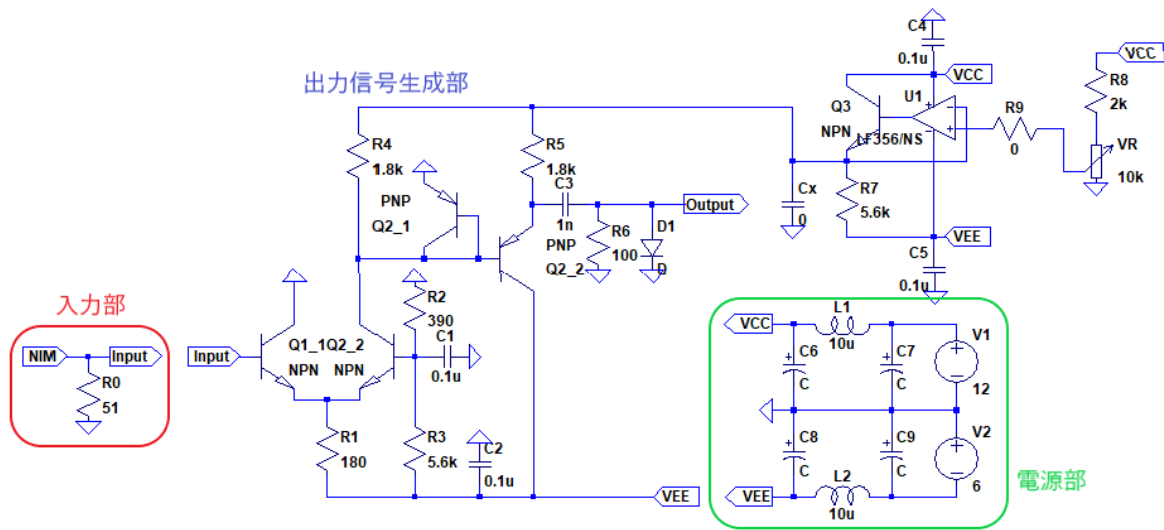 出力信号生成部
C4
0.1u
VCC
VCC
R8
2k
Q3
U1
R9
NPN
LF356/NS
0
VR
10k
R4
1.8k
R5
1.8k
C3
1n
Output
PNP
Q2_1
R6
100
D1
D
PNP
Q2_2
Cx
0
R7
5.6k
VEE
C5
0.1u
入力部
NIM
Input
R0
51
Input
Q1_1
Q2_2
NPN
NPN
R2
390
C1
0.1u
R1
180
R3
5.6k
C2
0.1u
VEE
L1
10u
VCC
C6
C
C7
C
V1
12
C8
C
C9
C
V2
6
VEE
L2
10u
電源部